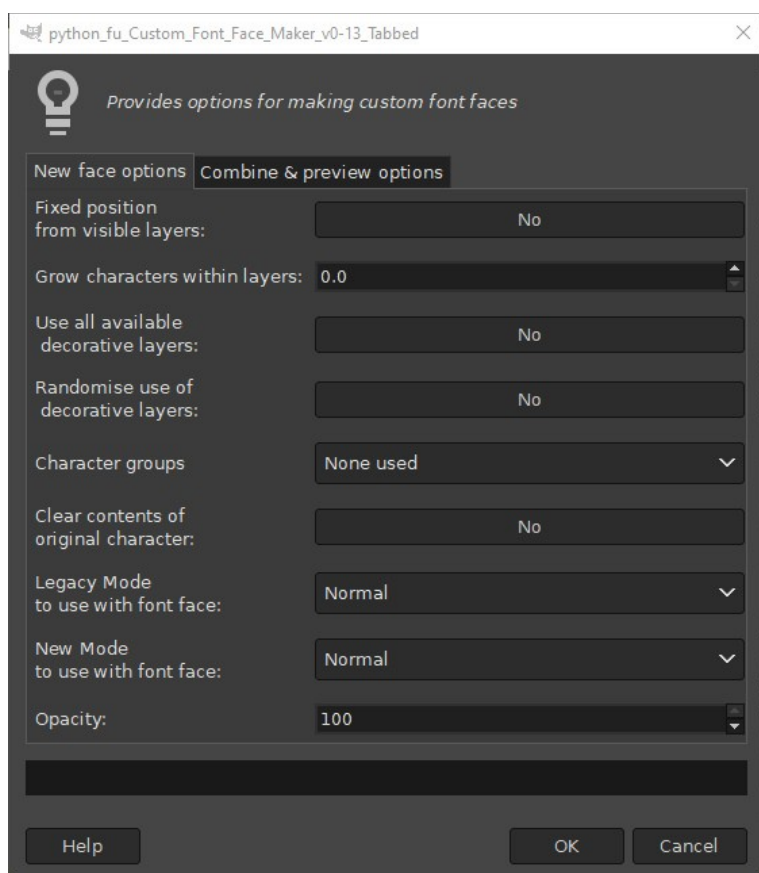 python_fu_Custom_Font_Face_Maker_v0-13_Tabbed
Provides options for making custom font faces
New face options Combine & preview options
Fixed position
from visible layers:
No
Grow characters within layers: 0.0
Use all available
decorative layers:
No
Randomise use of
decorative layers:
No
Character groups None used
Clear contents of
original character:
No
Legacy Mode
to use with font face:
Normal
New Mode
to use with font face:
Normal
Opacity: 100
Help OK Cancel